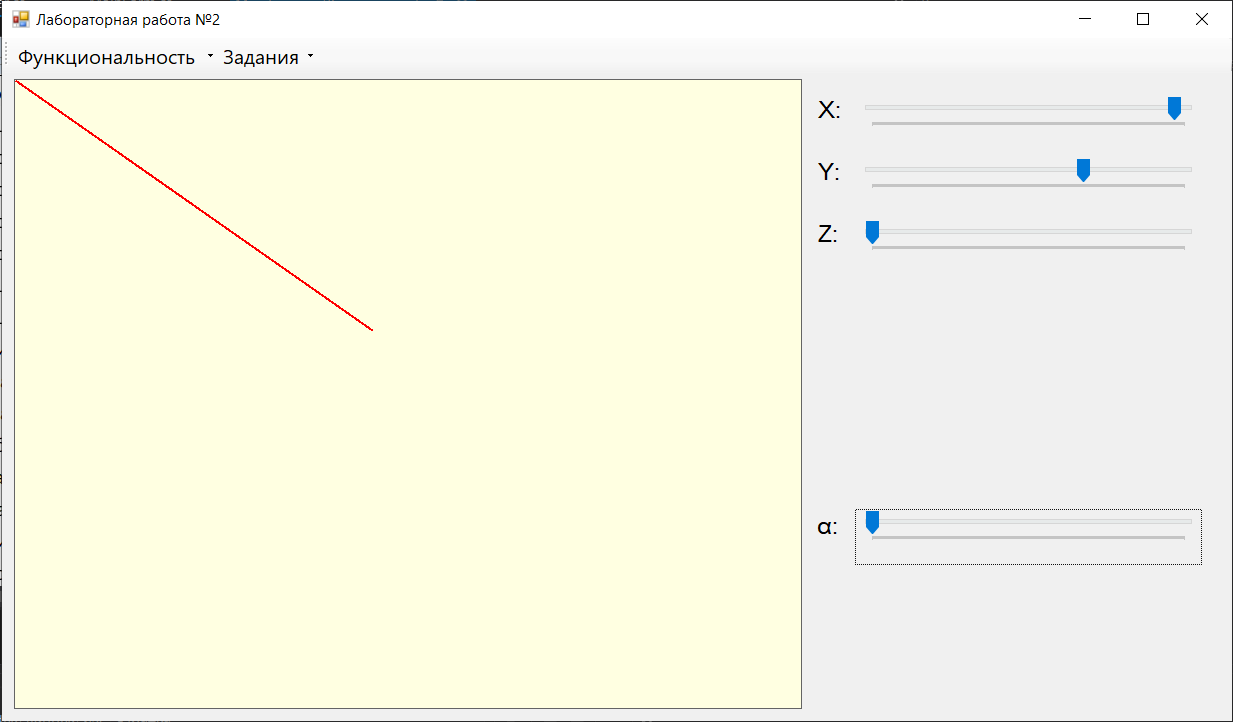 Лабораторная работа №2
Функциональность Задания
X:
Y:
Z:
α: